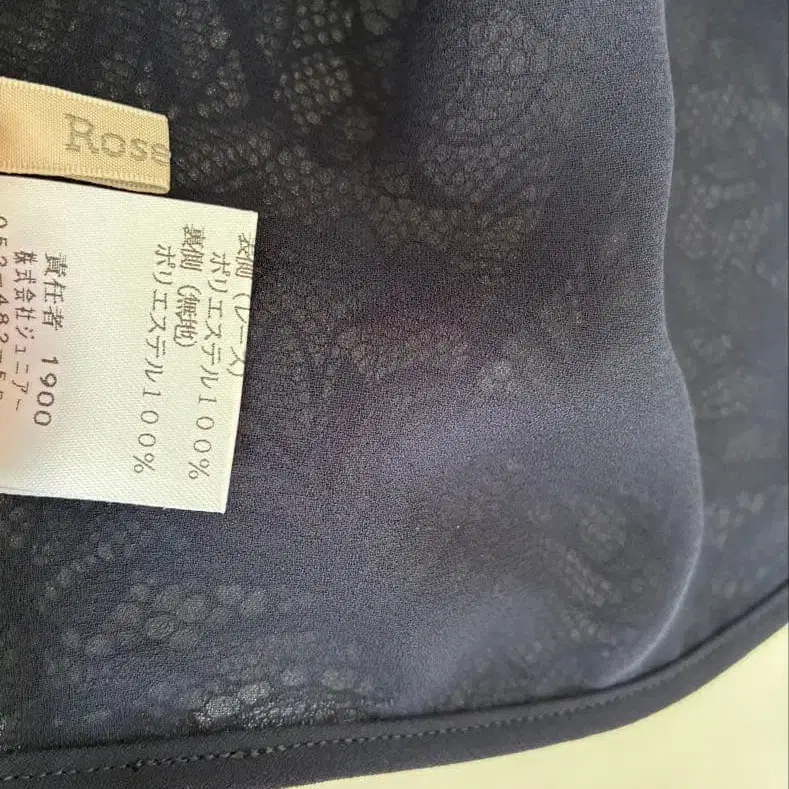 Rose
表側 (レース)
ポリエステル100%
裏側 (無地)
ポリエステル100%
責任者 1900
株式会社ジュニアー